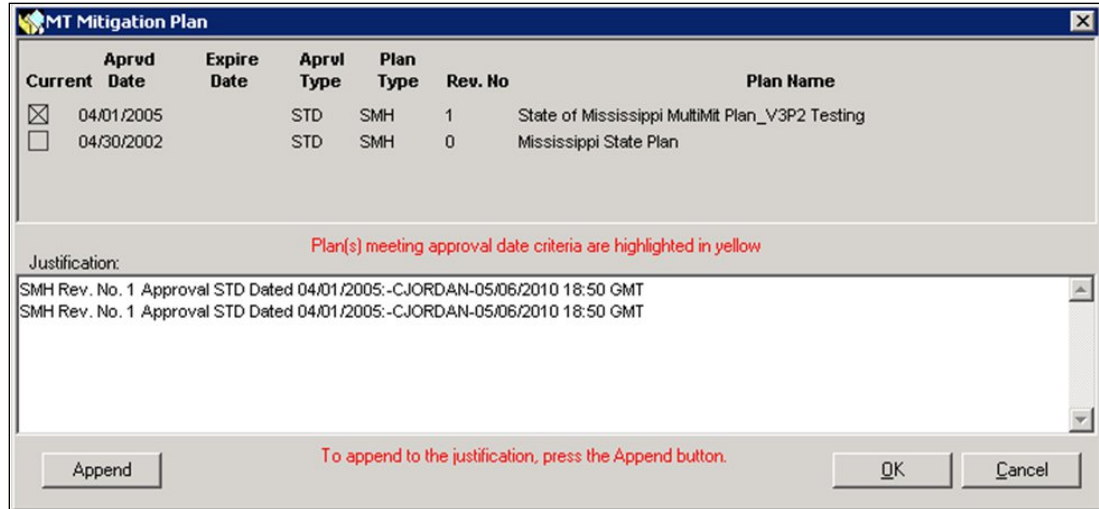 MT Mitigation Plan
Current Aprvd Date Expire Date Aprvl Type Plan Type Rev. No Plan Name
04/01/2005 STD SMH 1 State of Mississippi MultiMit Plan_V3P2 Testing
04/30/2002 STD SMH 0 Mississippi State Plan
Plan(s) meeting approval date criteria are highlighted in yellow
Justification:
SMH Rev. No. 1 Approval STD Dated 04/01/2005:-CJORDAN-05/06/2010 18:50 GMT
SMH Rev. No. 1 Approval STD Dated 04/01/2005:-CJORDAN-05/06/2010 18:50 GMT
To append to the justification, press the Append button.
Append OK Cancel